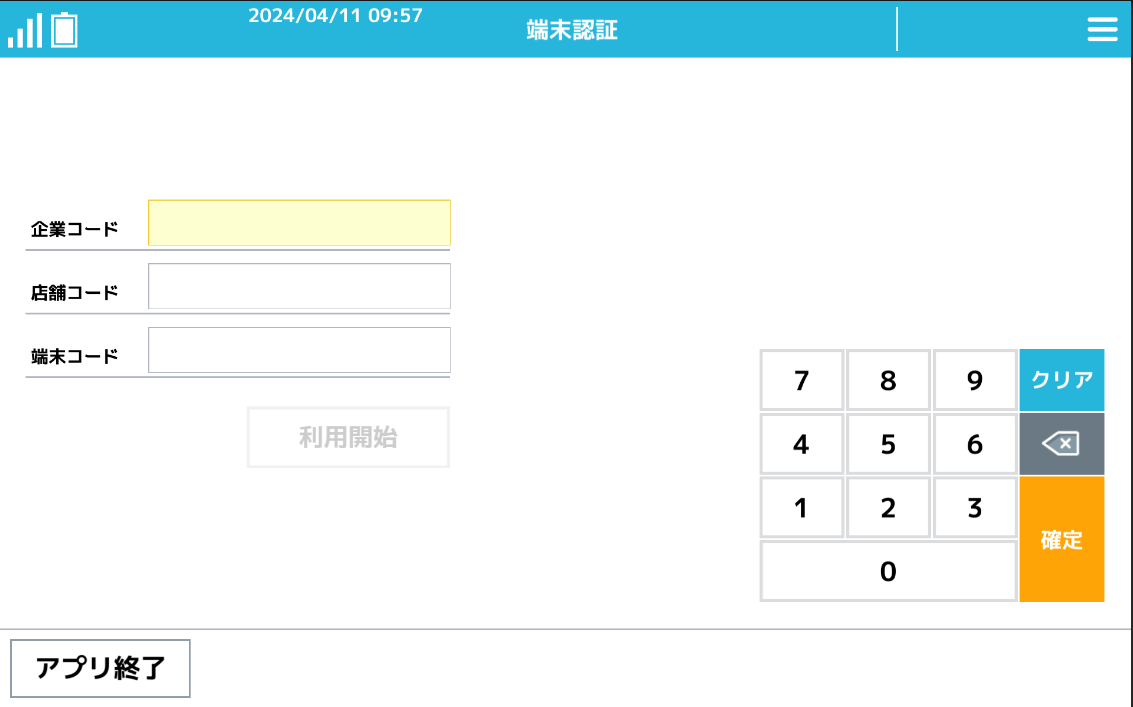 2024/04/11 09:57
端末認証
企業コード
店舗コード
端末コード
利用開始
7 8 9 クリア
4 5 6
1 2 3
確定
0
アプリ終了